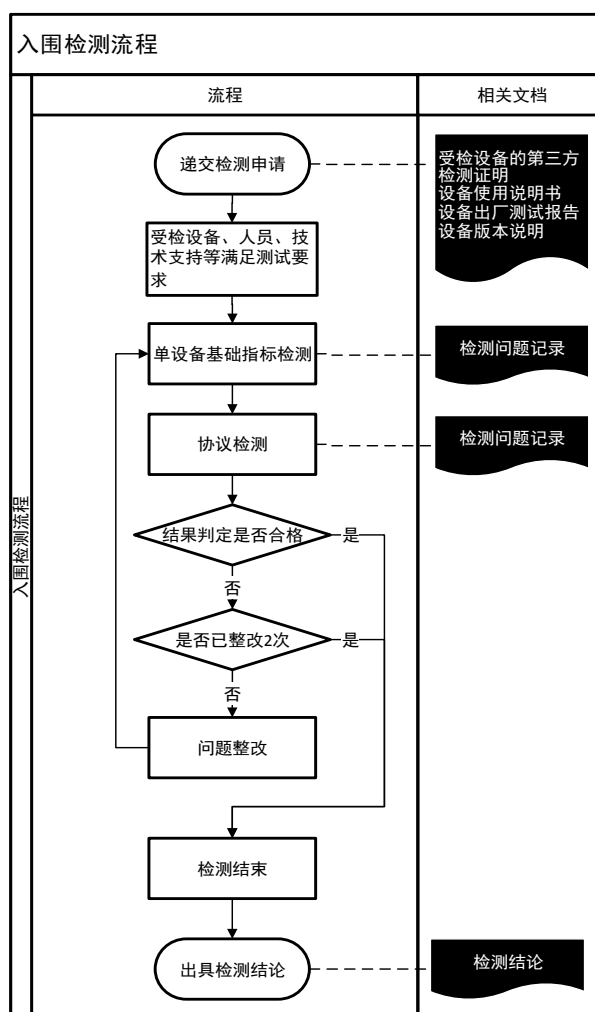 入围检测流程
流程
相关文档
入围检测流程
递交检测申请
受检设备的第三方
检测证明
设备使用说明书
设备出厂测试报告
设备版本说明
受检设备、人员、技
术支持等满足测试要
求
单设备基础指标检测
检测问题记录
协议检测
检测问题记录
结果判定是否合格
是
否
是否已整改2次
是
否
问题整改
检测结束
出具检测结论
检测结论